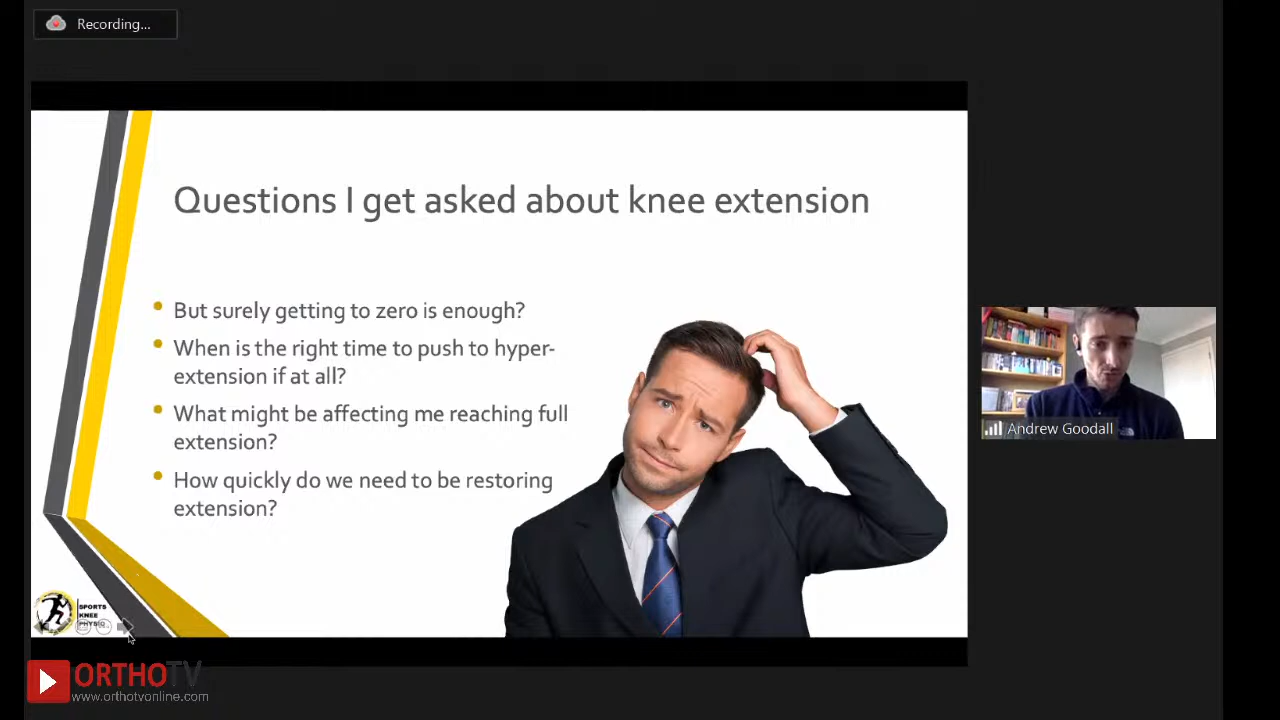 Recording...
Questions I get asked about knee extension
But surely getting to zero is enough?
When is the right time to push to hyper-
extension if at all?
What might be affecting me reaching full
extension?
How quickly do we need to be restoring
extension?
Andrew Goodall
SPORTS
KNEE
PHYSIO
ORTHOTV
www.orthotvonline.com